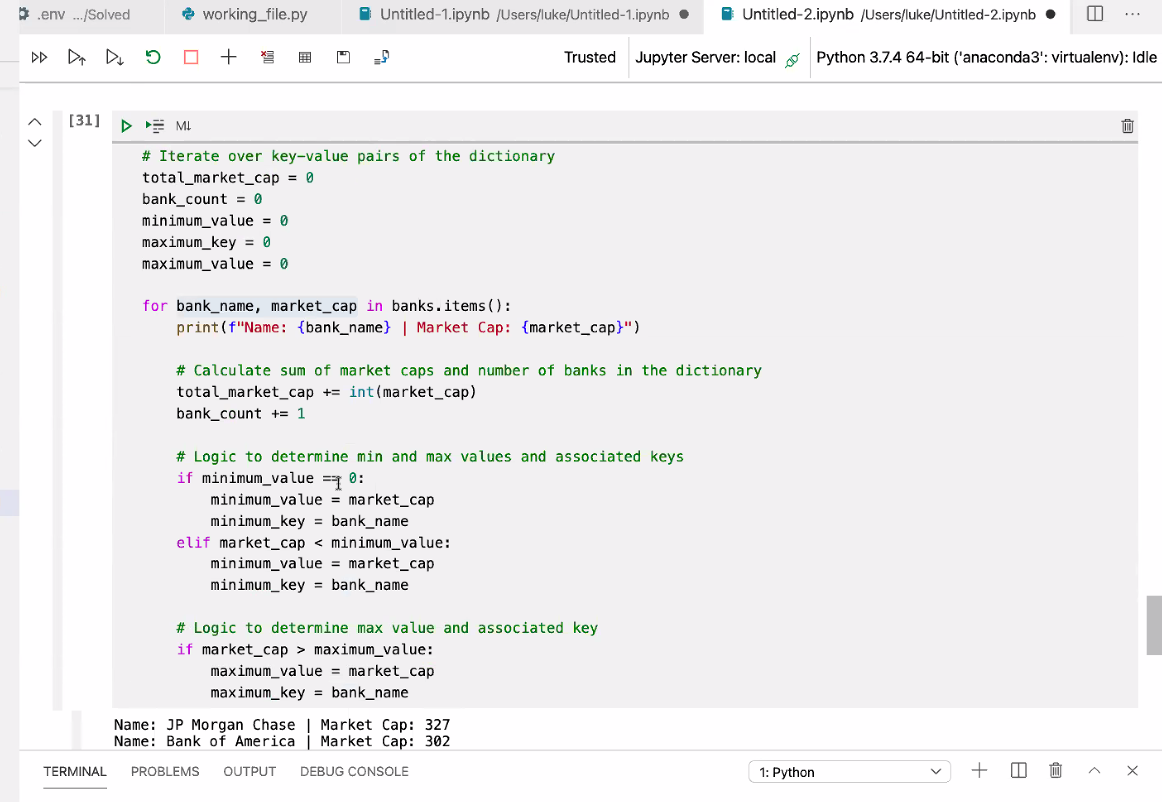 .env .../Solved working_file.py Untitled-1.ipynb /Users/luke/Untitled-1.ipynb Untitled-2.ipynb /Users/luke/Untitled-2.ipynb
Trusted Jupyter Server: local Python 3.7.4 64-bit ('anaconda3': virtualenv): Idle
[31] M↓
# Iterate over key-value pairs of the dictionary
total_market_cap = 0
bank_count = 0
minimum_value = 0
maximum_key = 0
maximum_value = 0
for bank_name, market_cap in banks.items():
print(f"Name: {bank_name} | Market Cap: {market_cap}")
# Calculate sum of market caps and number of banks in the dictionary
total_market_cap += int(market_cap)
bank_count += 1
# Logic to determine min and max values and associated keys
if minimum_value == 0:
minimum_value = market_cap
minimum_key = bank_name
elif market_cap < minimum_value:
minimum_value = market_cap
minimum_key = bank_name
# Logic to determine max value and associated key
if market_cap > maximum_value:
maximum_value = market_cap
maximum_key = bank_name
Name: JP Morgan Chase | Market Cap: 327
Name: Bank of America | Market Cap: 302
TERMINAL PROBLEMS OUTPUT DEBUG CONSOLE 1: Python